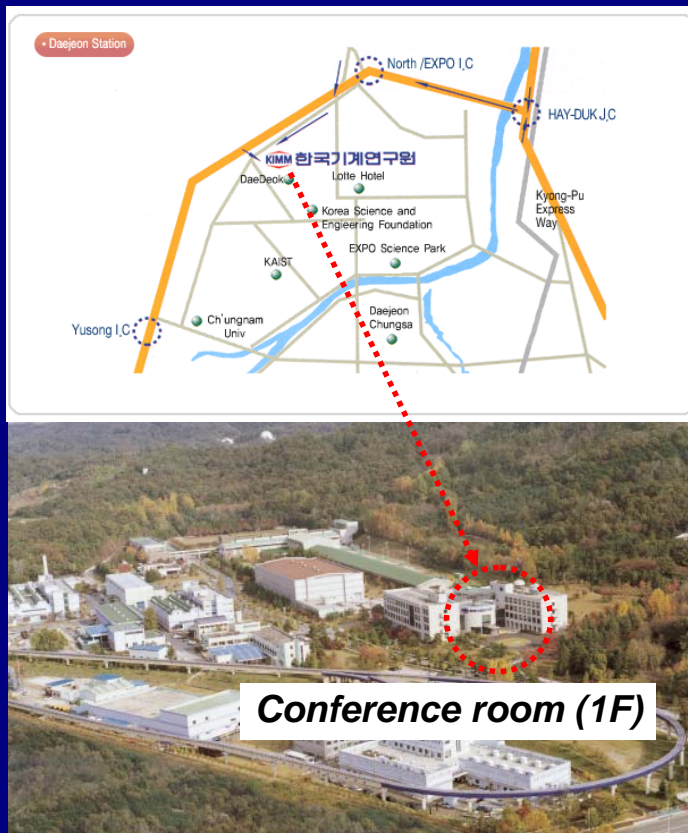 • Daejeon Station
North /EXPO I,C
HAY-DUK J,C
KIMM 한국기계연구원
DaeDeok
Lotte Hotel
Kyong-Pu
Express
Way
Korea Science and
Engieering Foundation
EXPO Science Park
KAIST
Daejeon
Chungsa
Ch'ungnam
Univ
Yusong I,C
Conference room (1F)